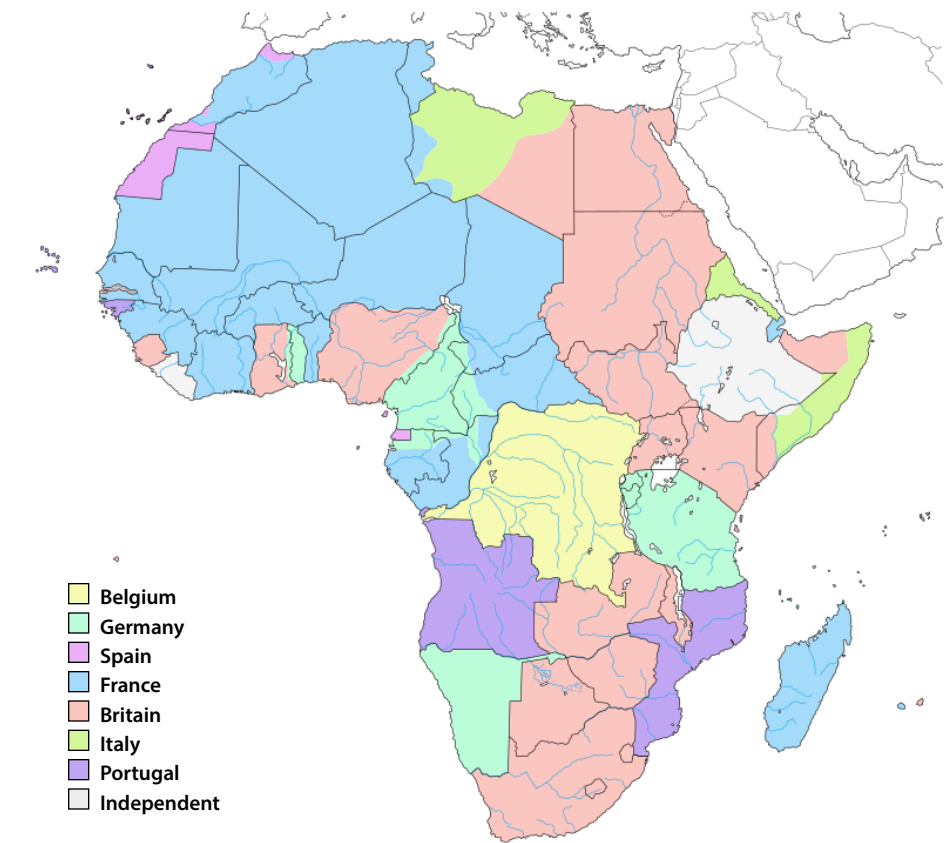 Belgium
Germany
Spain
France
Britain
Italy
Portugal
Independent